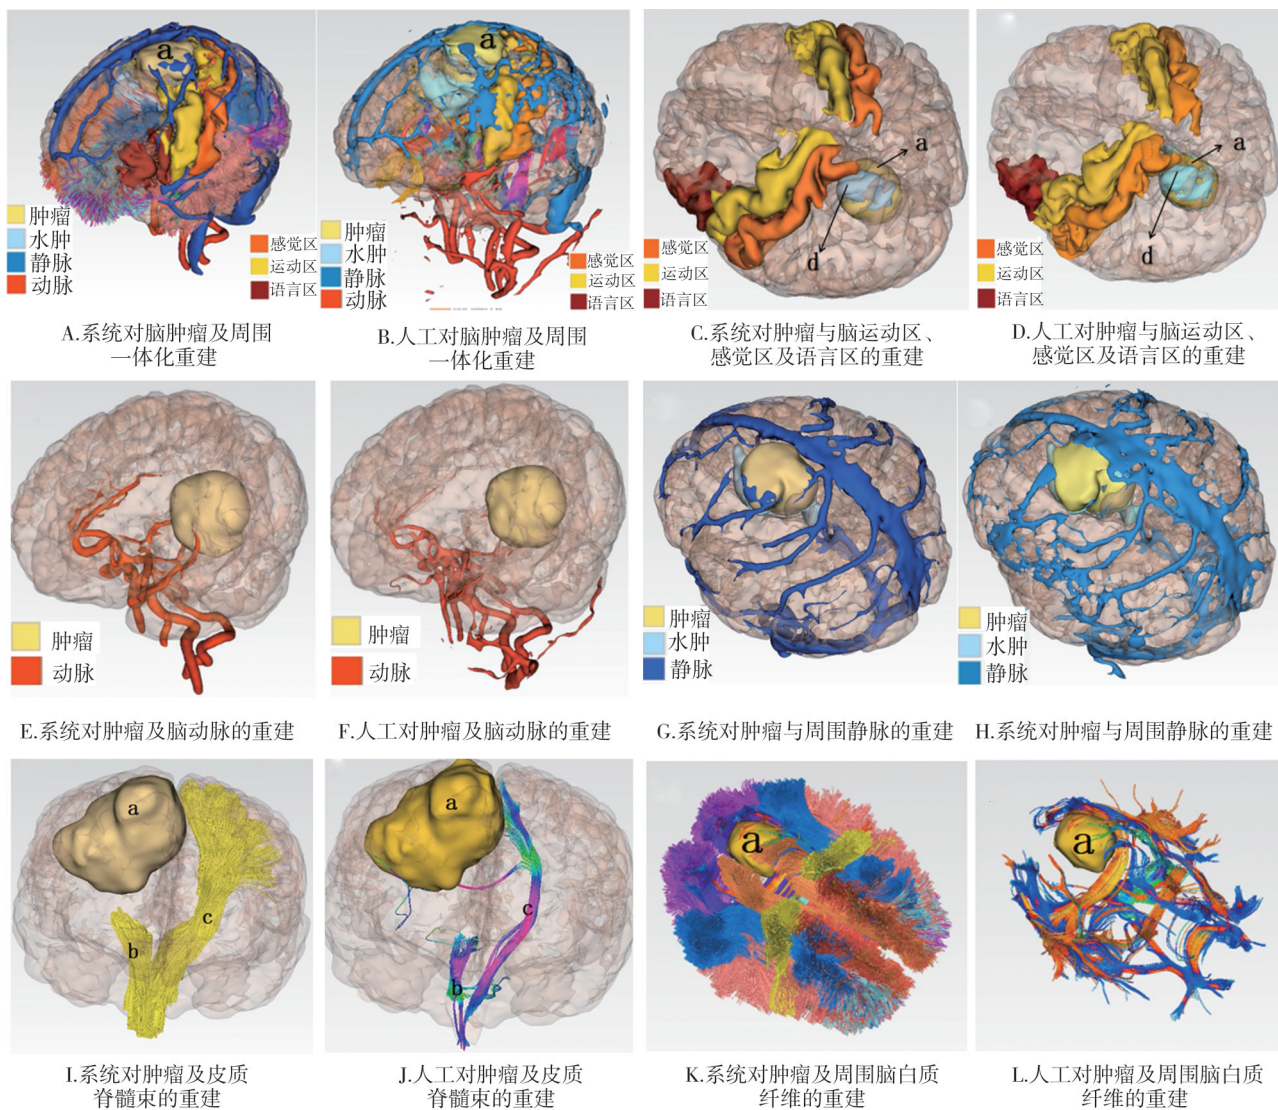 a
a
a
a
d
d
肿瘤
水肿
静脉
动脉
感觉区
运动区
语言区
肿瘤
水肿
静脉
动脉
感觉区
运动区
语言区
感觉区
运动区
语言区
感觉区
运动区
语言区
A.系统对脑肿瘤及周围
一体化重建
B.人工对脑肿瘤及周围
一体化重建
C.系统对肿瘤与脑运动区、
感觉区及语言区的重建
D.人工对肿瘤与脑运动区、
感觉区及语言区的重建
肿瘤
动脉
肿瘤
动脉
肿瘤
水肿
静脉
肿瘤
水肿
静脉
E.系统对肿瘤及脑动脉的重建
F.人工对肿瘤及脑动脉的重建
G.系统对肿瘤与周围静脉的重建
H.系统对肿瘤与周围静脉的重建
a
b
c
a
b
c
a
a
I.系统对肿瘤及皮质
脊髓束的重建
J.人工对肿瘤及皮质
脊髓束的重建
K.系统对肿瘤及周围脑白质
纤维的重建
L.人工对肿瘤及周围脑白质
纤维的重建